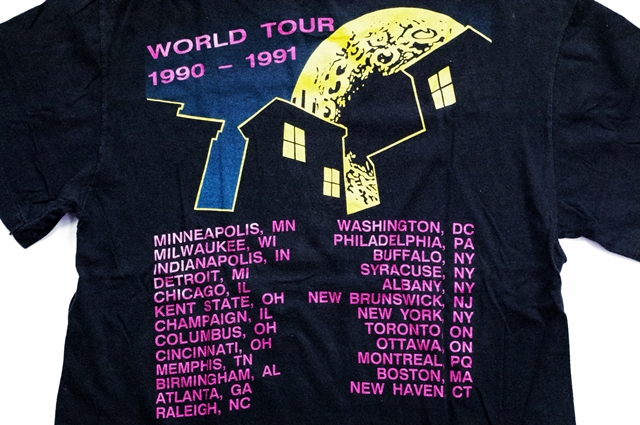 WORLD TOUR
1990 - 1991
MINNEAPOLIS, MN
MILWAUKEE, WI
INDIANAPOLIS, IN
DETROIT, MI
CHICAGO, IL
KENT STATE, OH
CHAMPAIGN, IL
COLUMBUS, OH
CINCINNATI, OH
MEMPHIS, TN
BIRMINGHAM, AL
ATLANTA, GA
RALEIGH, NC
WASHINGTON, DC
PHILADELPHIA, PA
BUFFALO, NY
SYRACUSE, NY
ALBANY, NY
NEW BRUNSWICK, NJ
NEW YORK, NY
TORONTO, ON
OTTAWA, ON
MONTREAL, PQ
BOSTON, MA
NEW HAVEN, CT